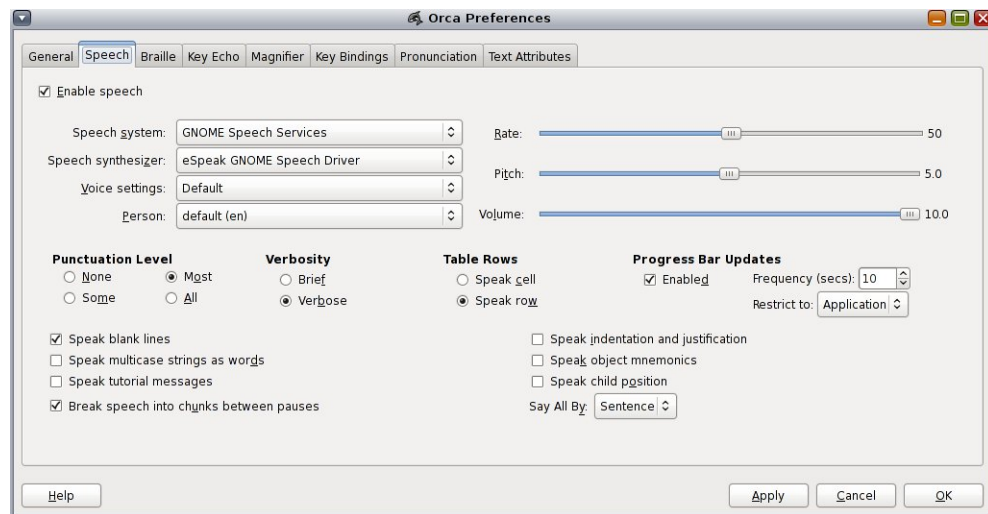 Orca Preferences
General Speech Braille Key Echo Magnifier Key Bindings Pronunciation Text Attributes
Enable speech
Speech system: GNOME Speech Services Rate: 50
Speech synthesizer: eSpeak GNOME Speech Driver Pitch: 5.0
Voice settings: Default
Person: default (en) Volume: 10.0
Punctuation Level Verbosity Table Rows Progress Bar Updates
None Most Brief Speak cell Enabled Frequency (secs): 10
Some All Verbose Speak row Restrict to: Application
Speak blank lines Speak indentation and justification
Speak multicase strings as words Speak object mnemonics
Speak tutorial messages Speak child position
Break speech into chunks between pauses Say All By: Sentence
Help Apply Cancel OK